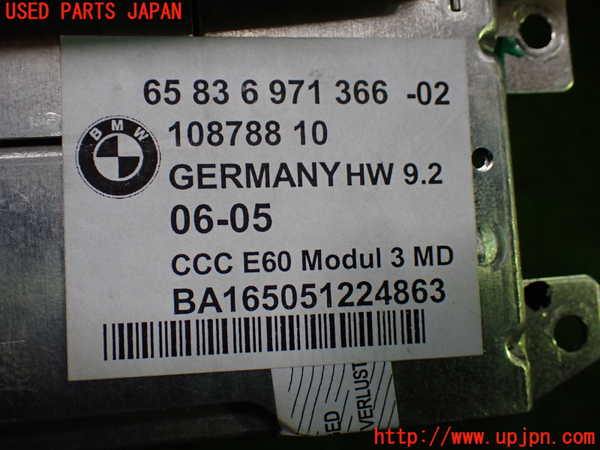 USED PARTS JAPAN
65 83 6 971 366 -02
108788 10
BMW
GERMANY HW 9.2
06-05
CCC E60 Modul 3 MD
BA165051224863
VERLUST
http://www.upjpn.com/